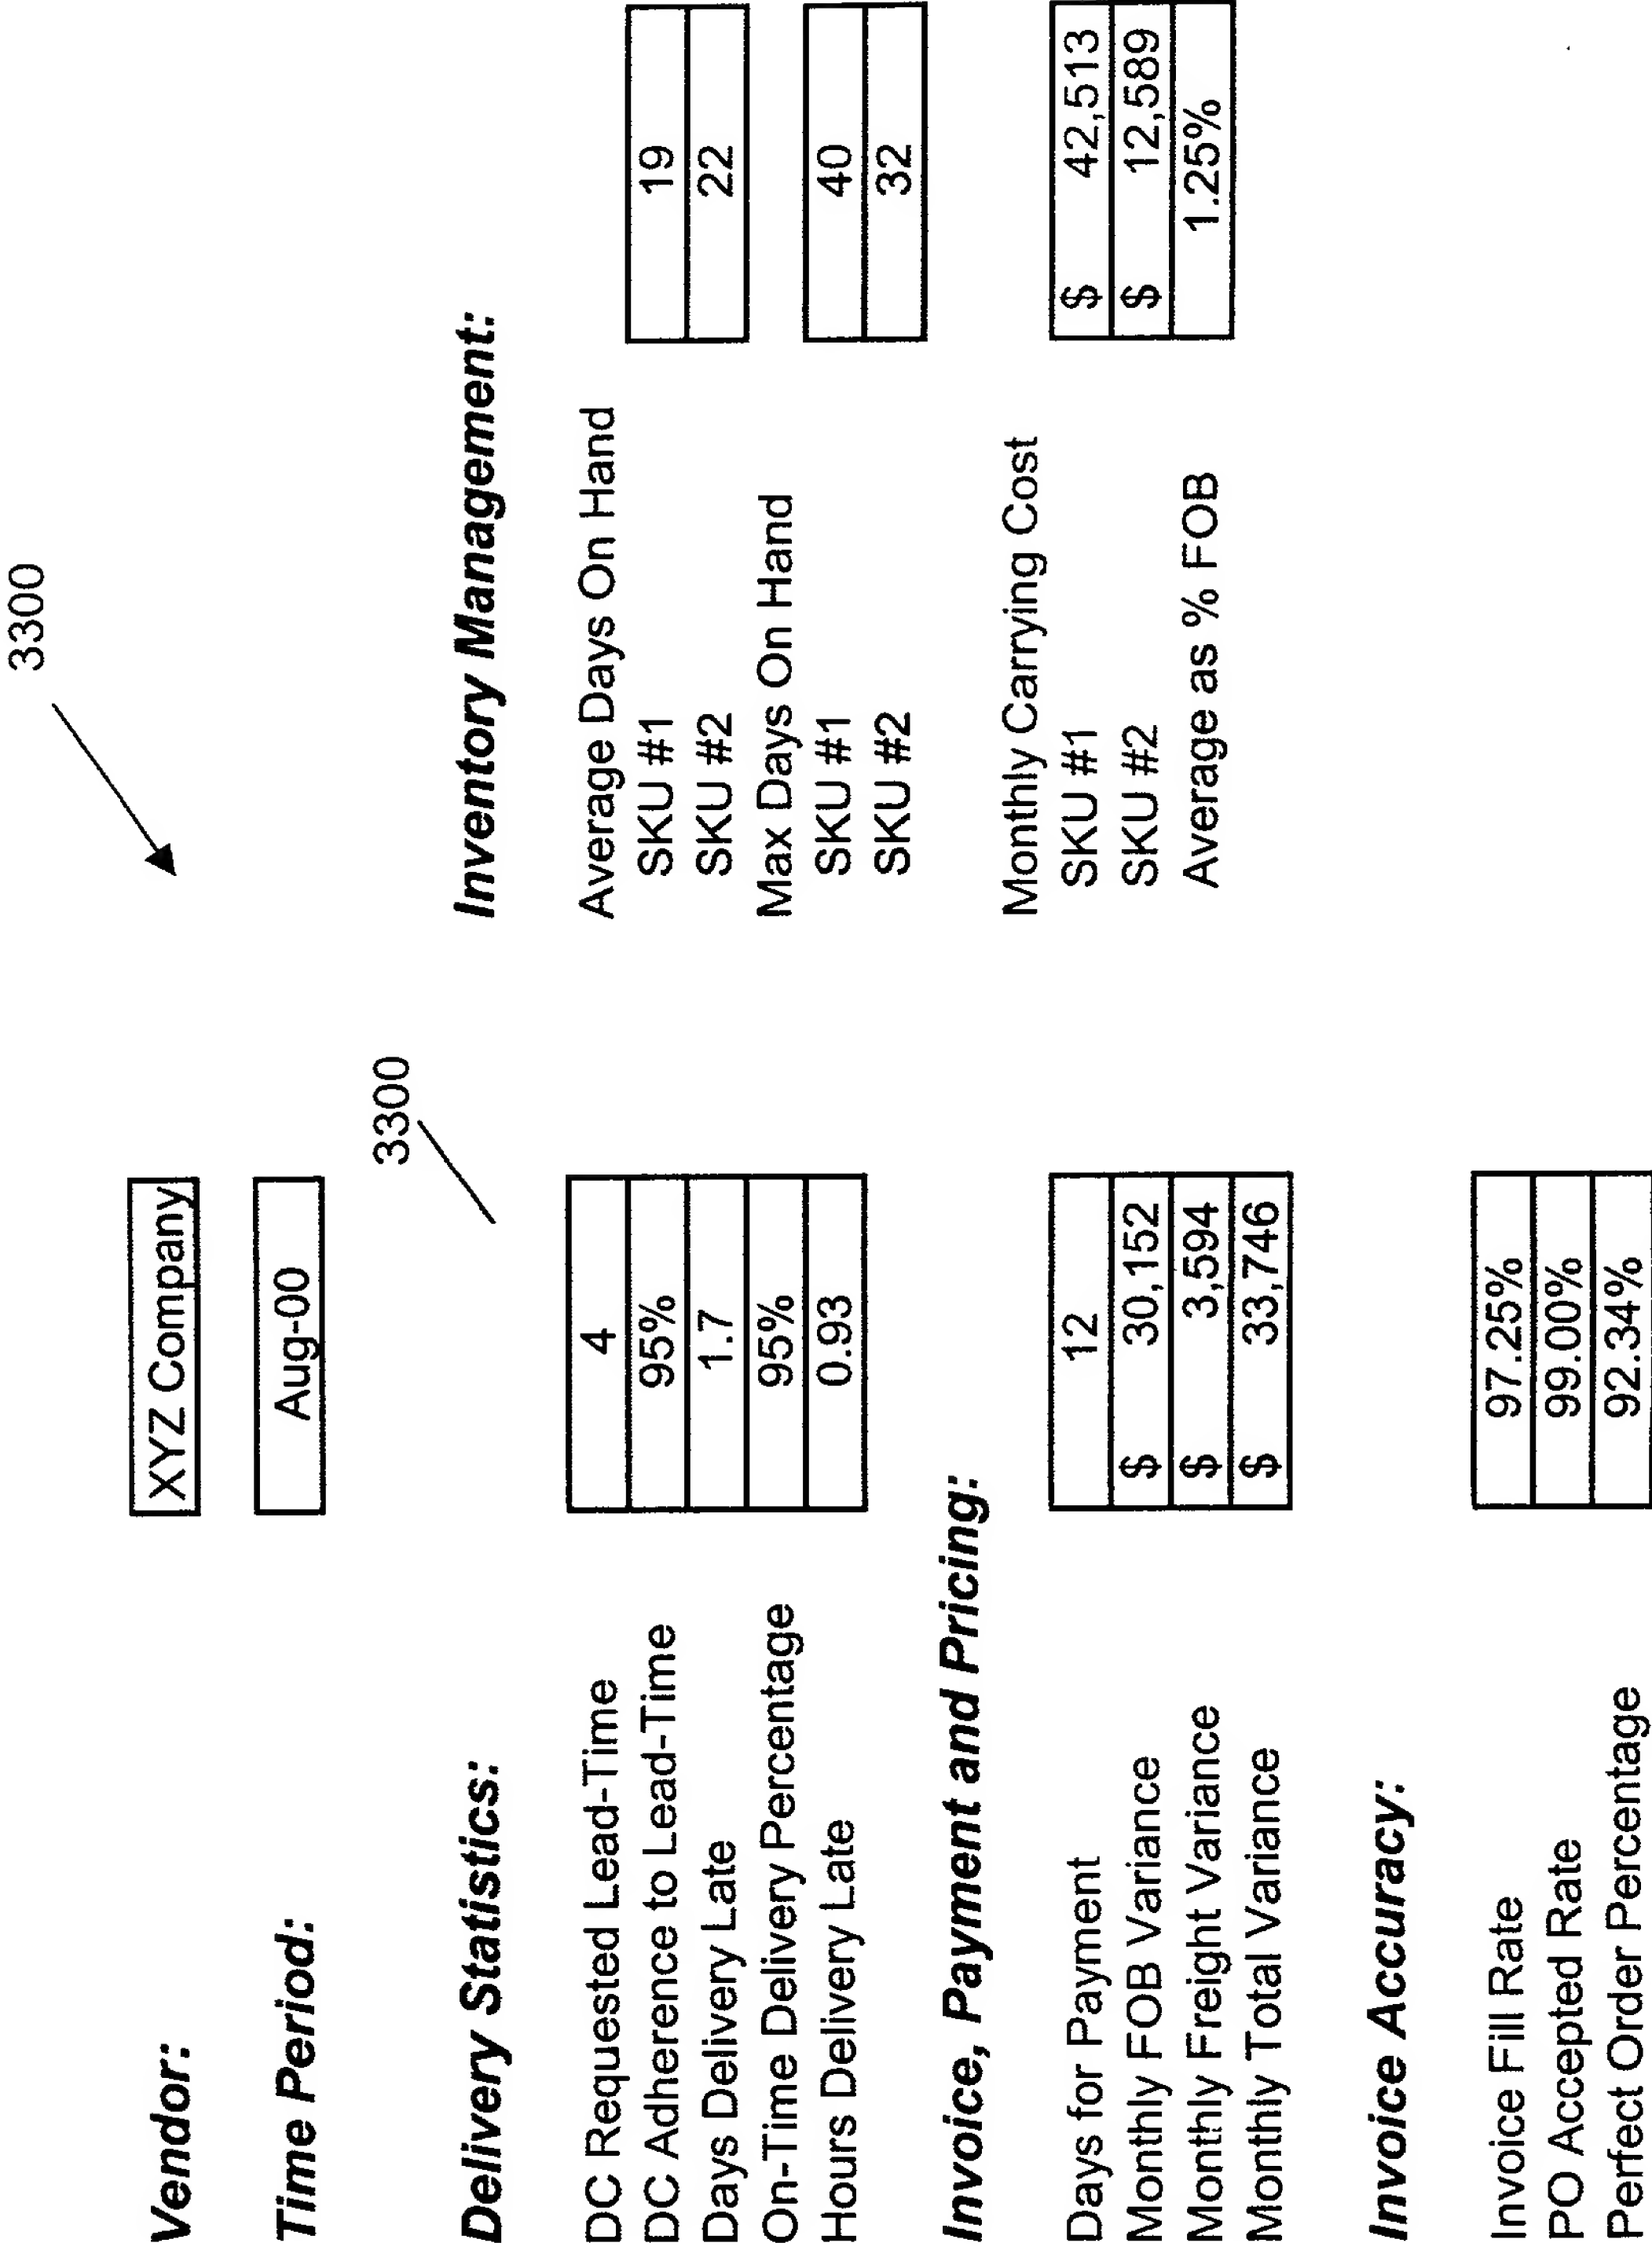 3300
Vendor: XYZ Company
Time Period: Aug-00
3300
Delivery Statistics:
DC Requested Lead-Time 4
DC Adherence to Lead-Time 95%
Days Delivery Late 1.7
On-Time Delivery Percentage 95%
Hours Delivery Late 0.93
Invoice, Payment and Pricing:
Days for Payment 12
Monthly FOB Variance $ 30,152
Monthly Freight Variance $ 3,594
Monthly Total Variance $ 33,746
Invoice Accuracy:
Invoice Fill Rate 97.25%
PO Accepted Rate 99.00%
Perfect Order Percentage 92.34%
Inventory Management:
Average Days On Hand
SKU #1 19
SKU #2 22
Max Days On Hand
SKU #1 40
SKU #2 32
Monthly Carrying Cost
SKU #1 $ 42,513
SKU #2 $ 12,589
Average as % FOB 1.25%